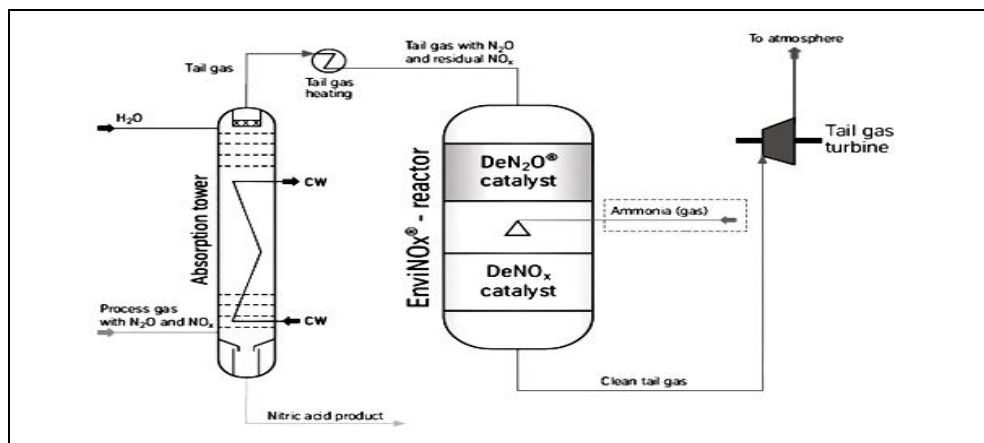 To atmosphere
Tail gas with N₂O
and residual NOₓ
Tail gas
Tail gas
heating
H₂O
Tail gas
turbine
DeN₂O®
catalyst
CW
Ammonia (gas)
Absorption tower
EnviNOx® - reactor
DeNOₓ
catalyst
Process gas
with N₂O and NOₓ
CW
Clean tail gas
Nitric acid product